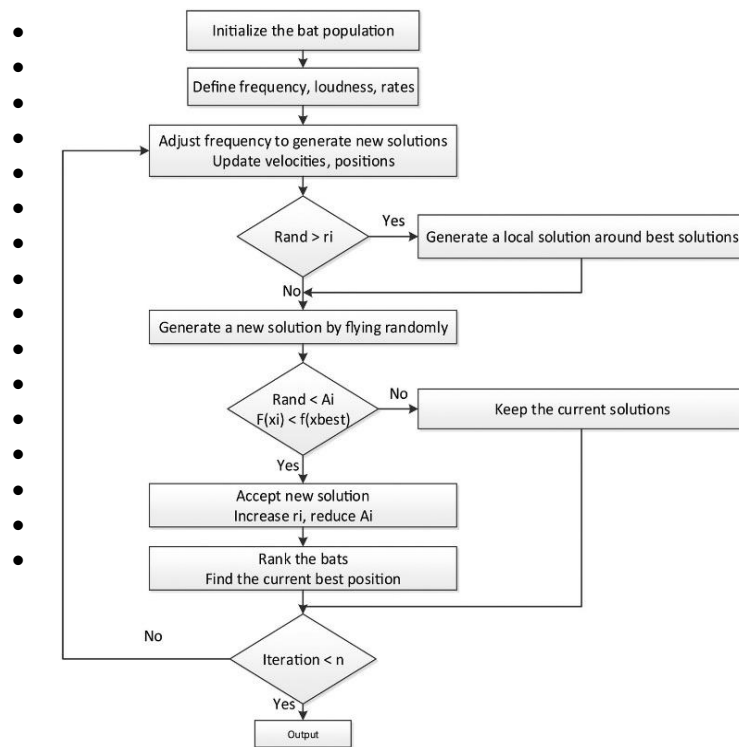 Initialize the bat population
Define frequency, loudness, rates
Adjust frequency to generate new solutions
Update velocities, positions
Rand > ri
Yes
Generate a local solution around best solutions
No
Generate a new solution by flying randomly
Rand < Ai
F(xi) < f(xbest)
No
Keep the current solutions
Yes
Accept new solution
Increase ri, reduce Ai
Rank the bats
Find the current best position
No
Iteration < n
Yes
Output